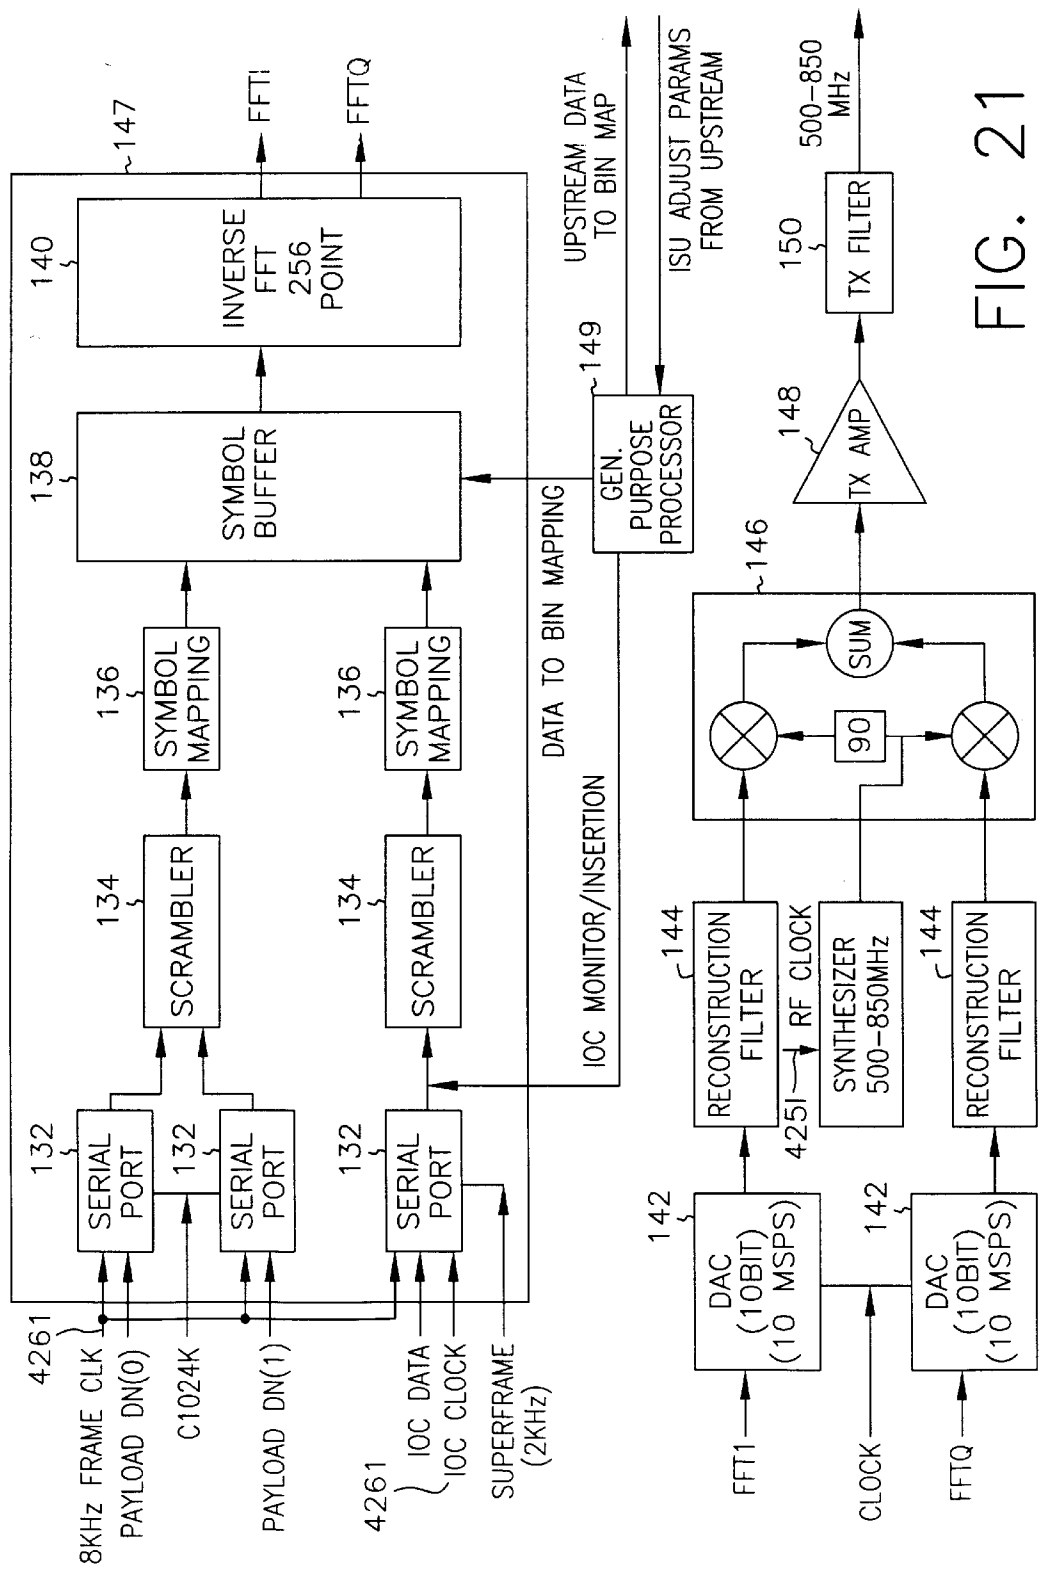 8KHz FRAME CLK
4261
PAYLOAD DN(0)
C1024K
PAYLOAD DN(1)
4261
IOC DATA
IOC CLOCK
SUPERFRAME
(2KHz)
132
SERIAL
PORT
132
SERIAL
PORT
132
SERIAL
PORT
134
SCRAMBLER
134
SCRAMBLER
136
SYMBOL
MAPPING
136
SYMBOL
MAPPING
138
SYMBOL
BUFFER
140
INVERSE
FFT
256
POINT
147
FFTI
FFTQ
IOC MONITOR/INSERTION
DATA TO BIN MAPPING
149
GEN.
PURPOSE
PROCESSOR
UPSTREAM DATA
TO BIN MAP
ISU ADJUST PARAMS
FROM UPSTREAM
FFT1
CLOCK
FFTQ
142
DAC
(10BIT)
(10 MSPS)
142
DAC
(10BIT)
(10 MSPS)
144
RECONSTRUCTION
FILTER
4251
RF CLOCK
SYNTHESIZER
500-850MHz
144
RECONSTRUCTION
FILTER
146
90
SUM
148
TX AMP
150
TX FILTER
500-850
MHz
FIG. 21